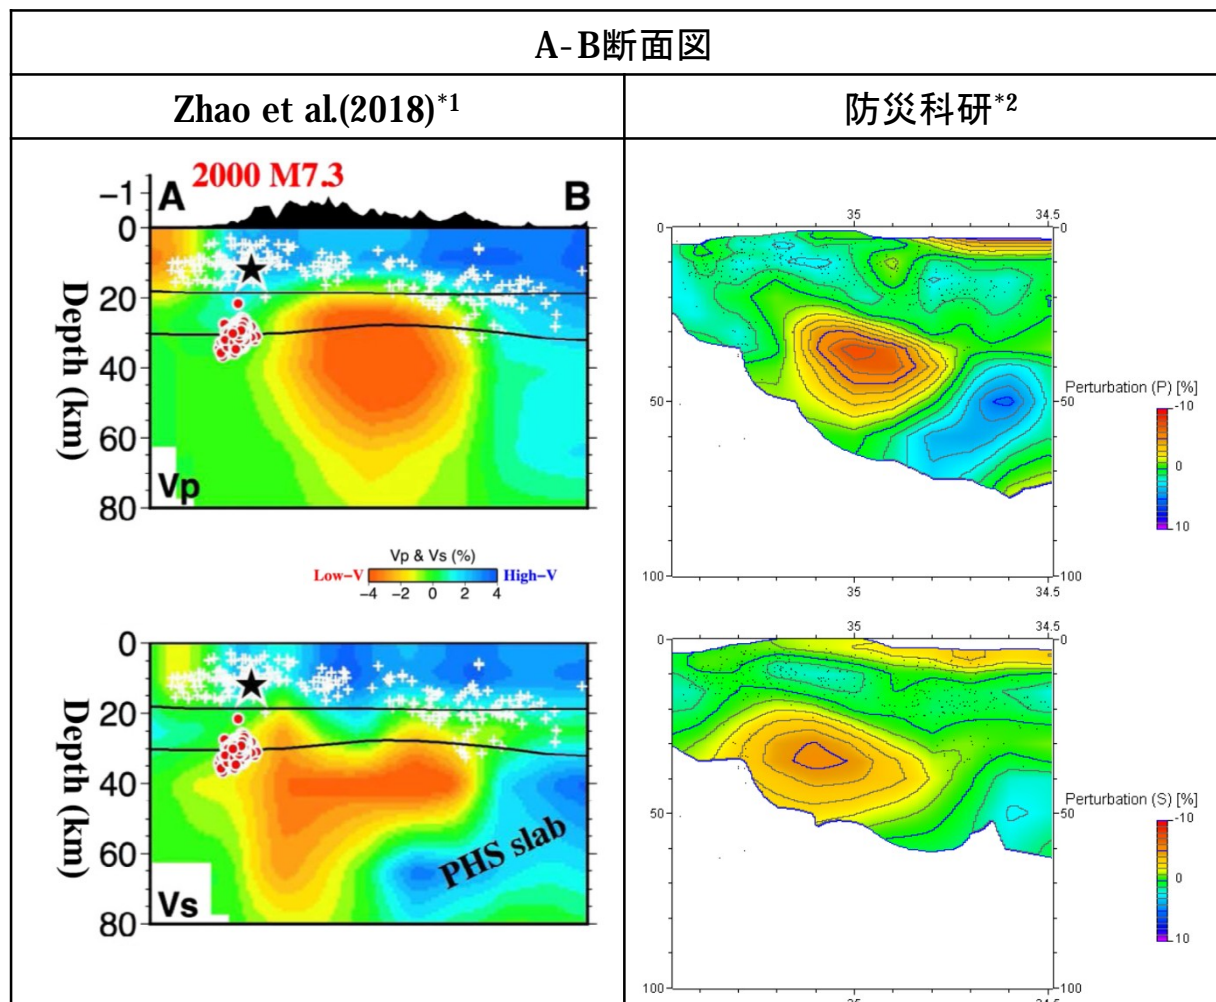 A-B断面図
Zhao et al.(2018)*1
防災科研*2
2000 M7.3
A
B
−1
0
20
40
60
80
Depth (km)
Vp
Vp & Vs (%)
Low−V
High−V
−4 −2 0 2 4
0
20
40
60
80
Depth (km)
PHS slab
Vs
35
34.5
0
0
50
50
100
100
35
34.5
Perturbation (P) [%]
-10
0
10
35
34.5
0
0
50
50
100
100
Perturbation (S) [%]
-10
0
10